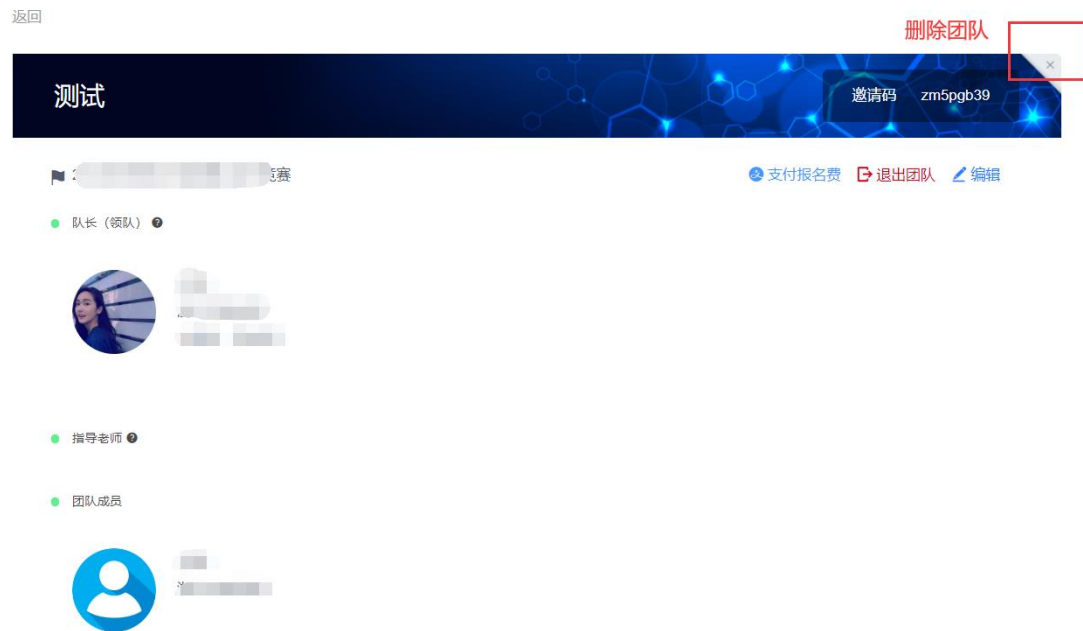 返回
删除团队
测试
邀请码 zm5pgb39
赛
支付报名费 退出团队 编辑
队长（领队）
指导老师
团队成员